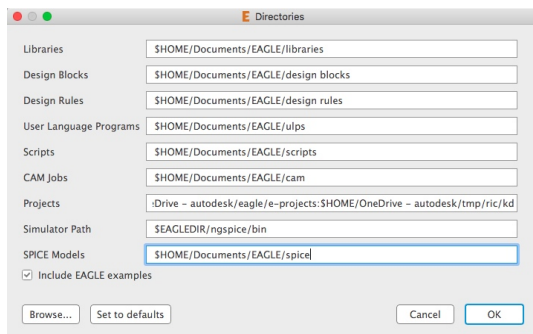 E Directories
Libraries $HOME/Documents/EAGLE/libraries
Design Blocks $HOME/Documents/EAGLE/design blocks
Design Rules $HOME/Documents/EAGLE/design rules
User Language Programs $HOME/Documents/EAGLE/ulps
Scripts $HOME/Documents/EAGLE/scripts
CAM Jobs $HOME/Documents/EAGLE/cam
Projects :Drive - autodesk/eagle/e-projects:$HOME/OneDrive - autodesk/tmp/ric/kd
Simulator Path $EAGLEDIR/ngspice/bin
SPICE Models $HOME/Documents/EAGLE/spice
Include EAGLE examples
Browse... Set to defaults Cancel OK